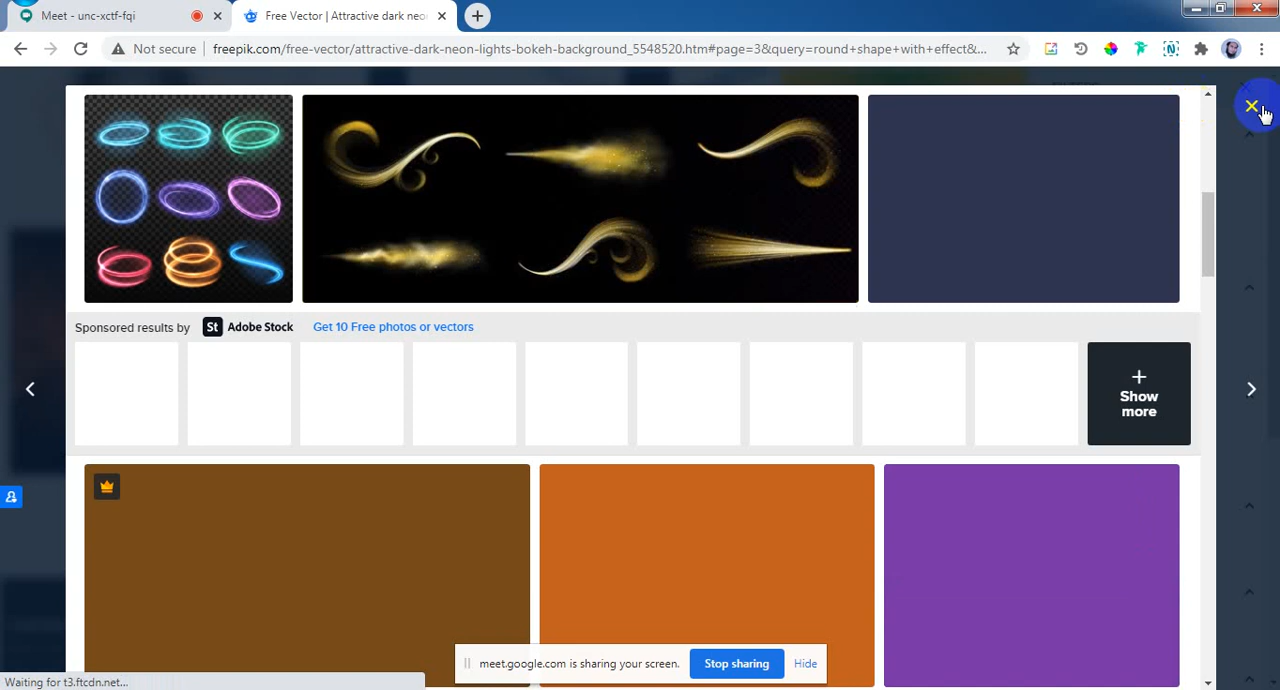 Meet - unc-xctf-fqi
Free Vector | Attractive dark neo
Not secure
freepik.com/free-vector/attractive-dark-neon-lights-bokeh-background_5548520.htm#page=3&query=round+shape+with+effect&...
Sponsored results by St Adobe Stock Get 10 Free photos or vectors
+
Show
more
meet.google.com is sharing your screen. Stop sharing Hide
Waiting for t3.ftcdn.net...